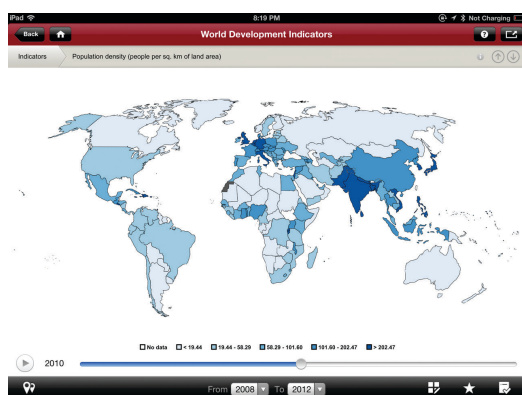 iPad 8:19 PM Not Charging
Back World Development Indicators ?
Indicators Population density (people per sq. km of land area)
No data < 19.44 19.44 - 58.29 58.29 - 101.60 101.60 - 202.47 > 202.47
2010
From 2008 To 2012